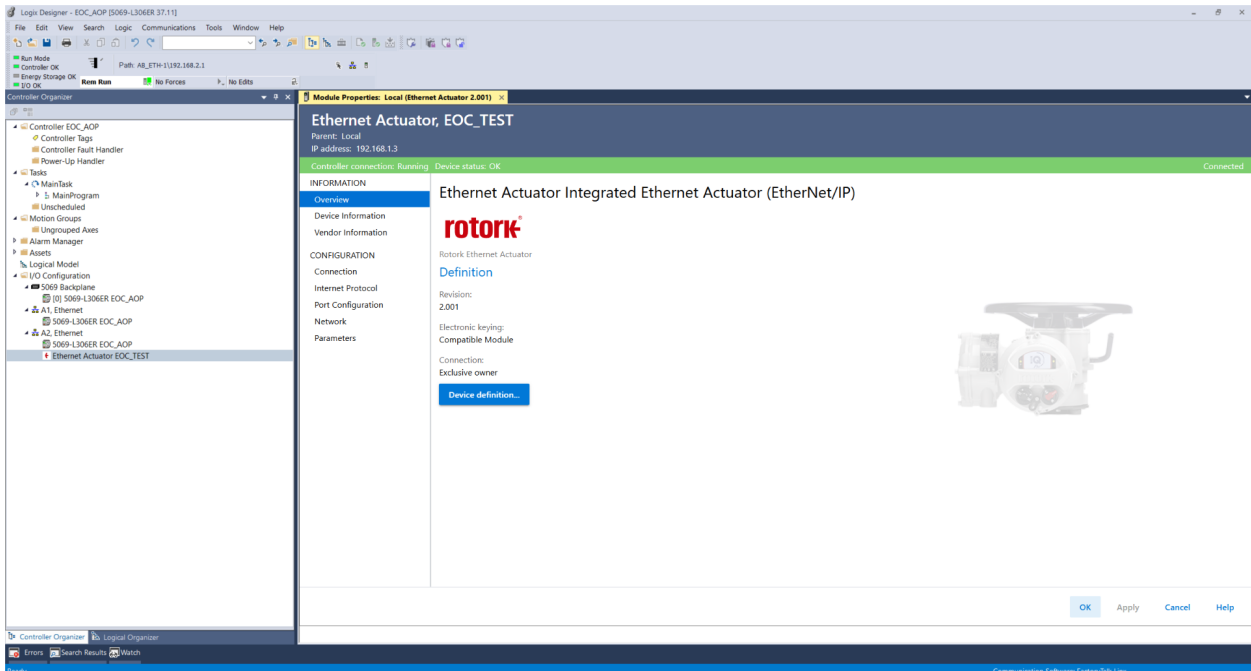 Logix Designer - EOC_AOP [5069-L306ER 37.11]
File Edit View Search Logic Communications Tools Window Help
Run Mode
Controller OK
Energy Storage OK
I/O OK
Path: AB_ETH-1\192.168.2.1
Rem Run No Forces No Edits
Controller Organizer
Controller EOC_AOP
Controller Tags
Controller Fault Handler
Power-Up Handler
Tasks
MainTask
MainProgram
Unscheduled
Motion Groups
Ungrouped Axes
Alarm Manager
Assets
Logical Model
I/O Configuration
5069 Backplane
[0] 5069-L306ER EOC_AOP
A1, Ethernet
5069-L306ER EOC_AOP
A2, Ethernet
5069-L306ER EOC_AOP
Ethernet Actuator EOC_TEST
Controller Organizer Logical Organizer
Module Properties: Local (Ethernet Actuator 2.001)
Ethernet Actuator, EOC_TEST
Parent: Local
IP address: 192.168.1.3
Controller connection: Running Device status: OK Connected
INFORMATION
Overview
Device Information
Vendor Information
CONFIGURATION
Connection
Internet Protocol
Port Configuration
Network
Parameters
Ethernet Actuator Integrated Ethernet Actuator (EtherNet/IP)
rotork®
Rotork Ethernet Actuator
Definition
Revision:
2.001
Electronic keying:
Compatible Module
Connection:
Exclusive owner
Device definition...
IQ
OK Apply Cancel Help
Errors Search Results Watch